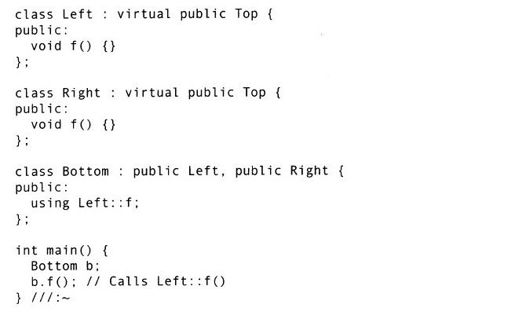 class Left : virtual public Top {
public:
  void f() {}
};

class Right : virtual public Top {
public:
  void f() {}
};

class Bottom : public Left, public Right {
public:
  using Left::f;
};

int main() {
  Bottom b;
  b.f(); // Calls Left::f()
} ///:~